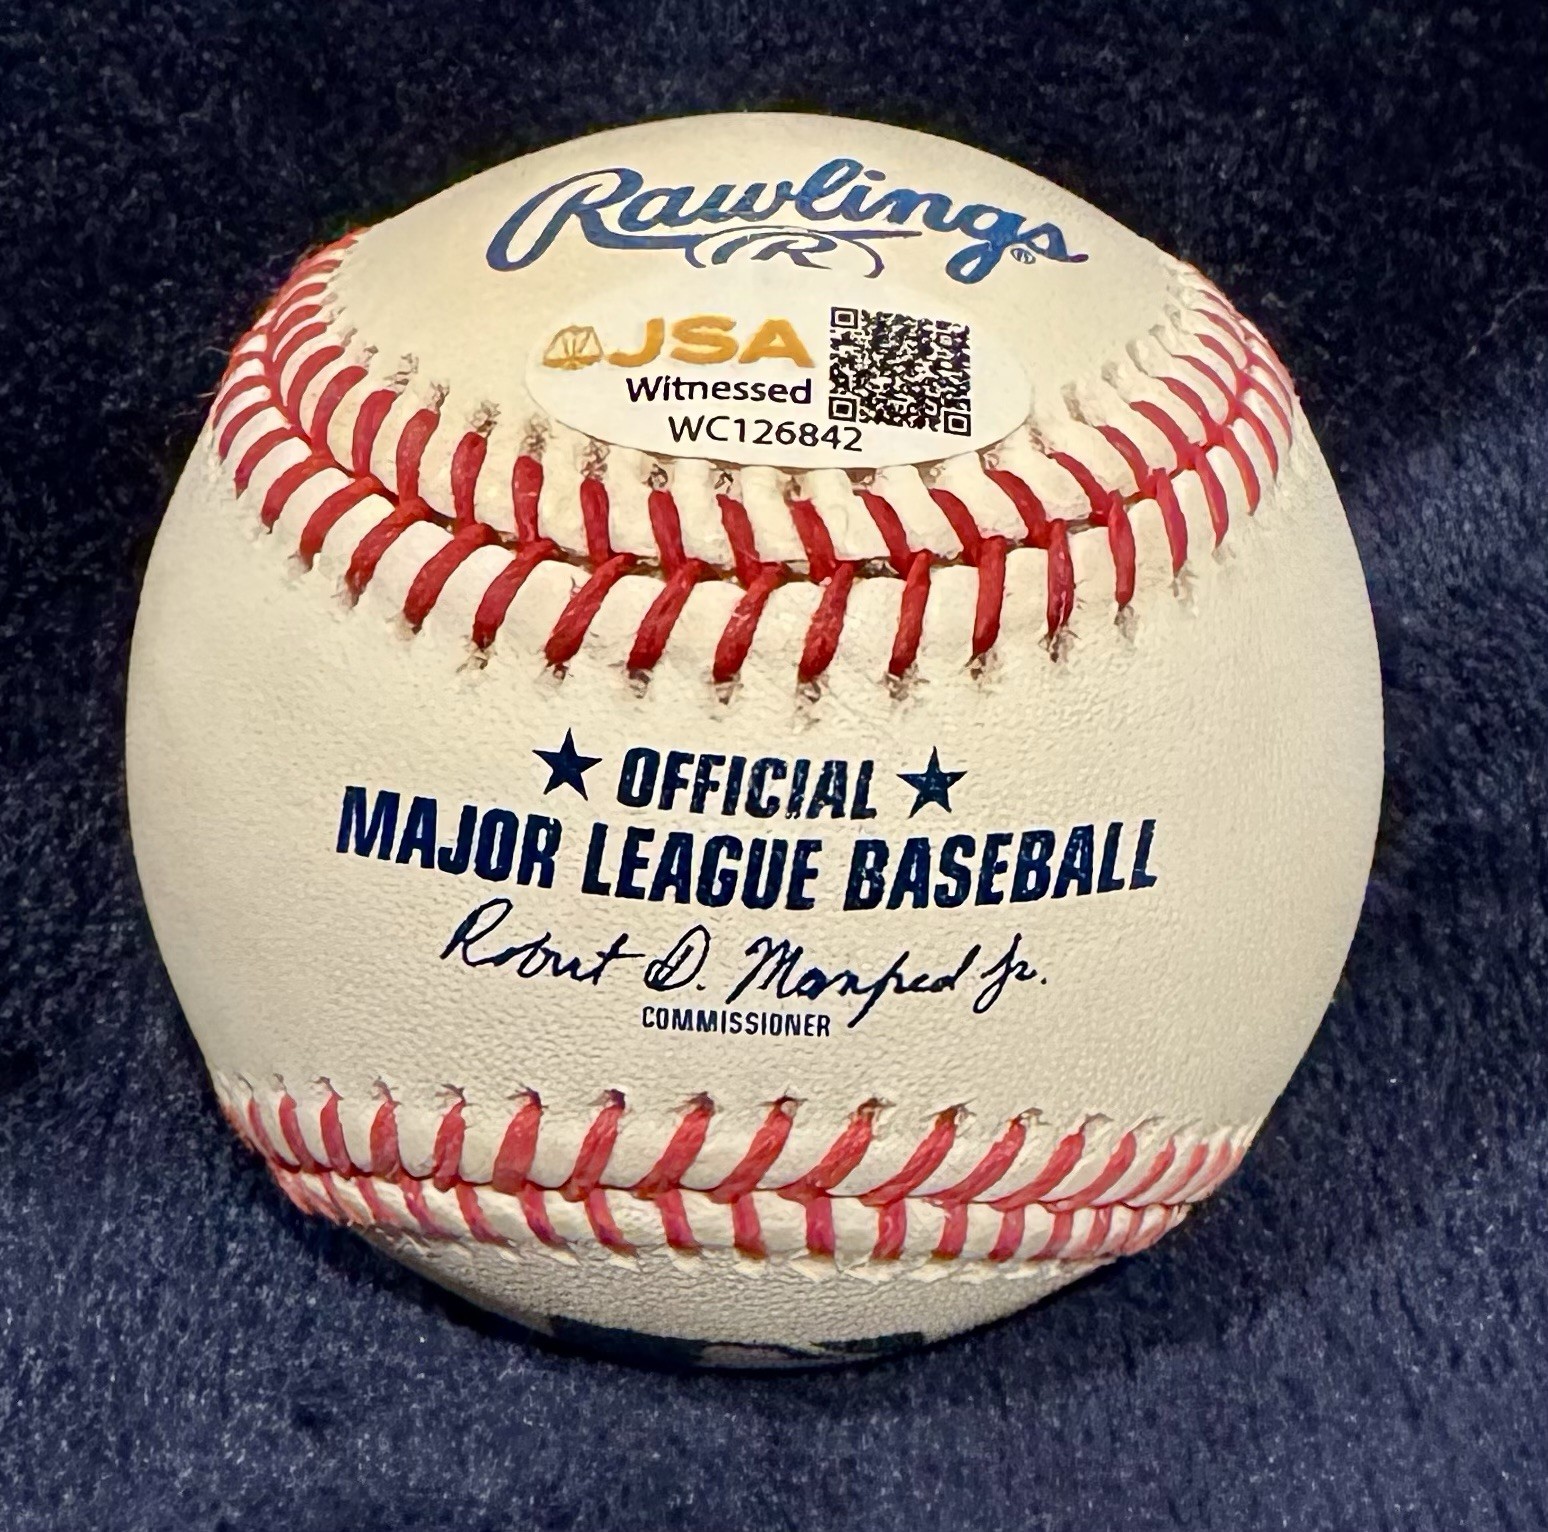 Rawlings
R
JSA
Witnessed
WC126842
★ OFFICIAL ★
MAJOR LEAGUE BASEBALL
Robert D. Manfred Jr.
COMMISSIONER